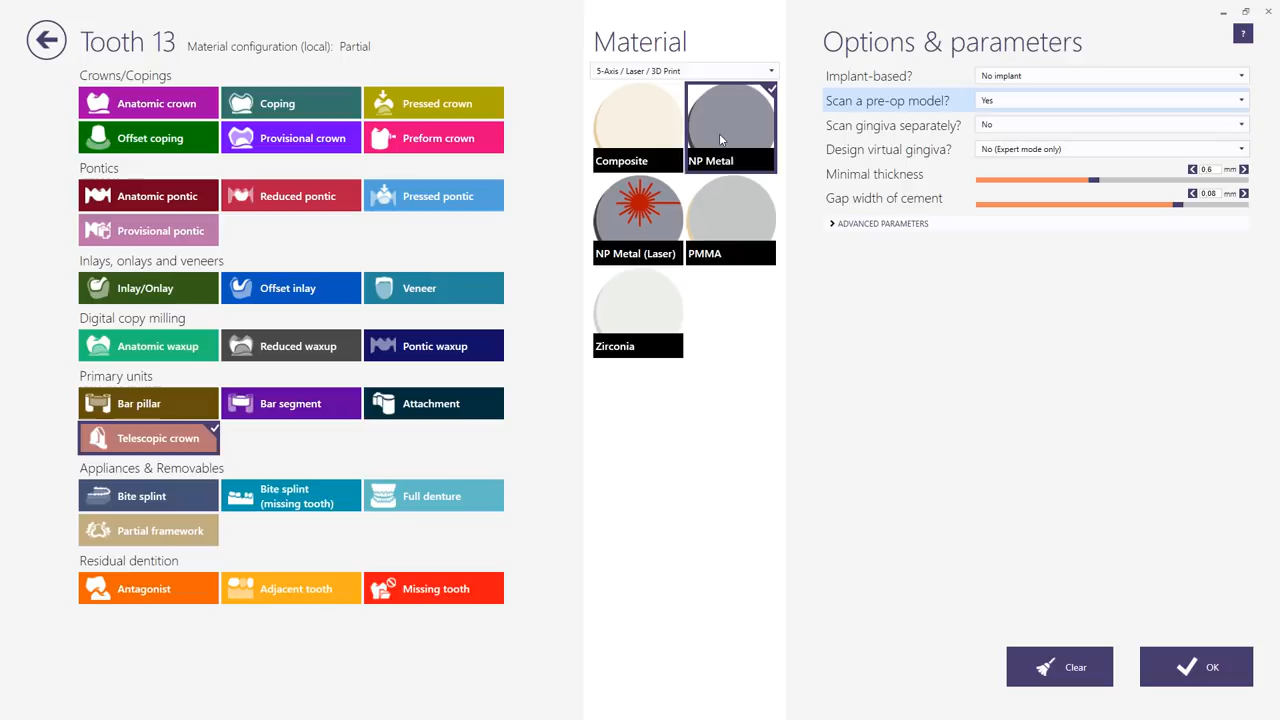 Tooth 13 Material configuration (local): Partial
Crowns/Copings
Anatomic crown
Coping
Pressed crown
Offset coping
Provisional crown
Preform crown
Pontics
Anatomic pontic
Reduced pontic
Pressed pontic
Provisional pontic
Inlays, onlays and veneers
Inlay/Onlay
Offset inlay
Veneer
Digital copy milling
Anatomic waxup
Reduced waxup
Pontic waxup
Primary units
Bar pillar
Bar segment
Attachment
Telescopic crown
Appliances & Removables
Bite splint
Bite splint
(missing tooth)
Full denture
Partial framework
Residual dentition
Antagonist
Adjacent tooth
Missing tooth
Material
5-Axis / Laser / 3D Print
Composite
NP Metal
NP Metal (Laser)
PMMA
Zirconia
Options & parameters
?
Implant-based? No implant
Scan a pre-op model? Yes
Scan gingiva separately? No
Design virtual gingiva? No (Expert mode only)
Minimal thickness 0,6 mm
Gap width of cement 0,08 mm
ADVANCED PARAMETERS
Clear
OK